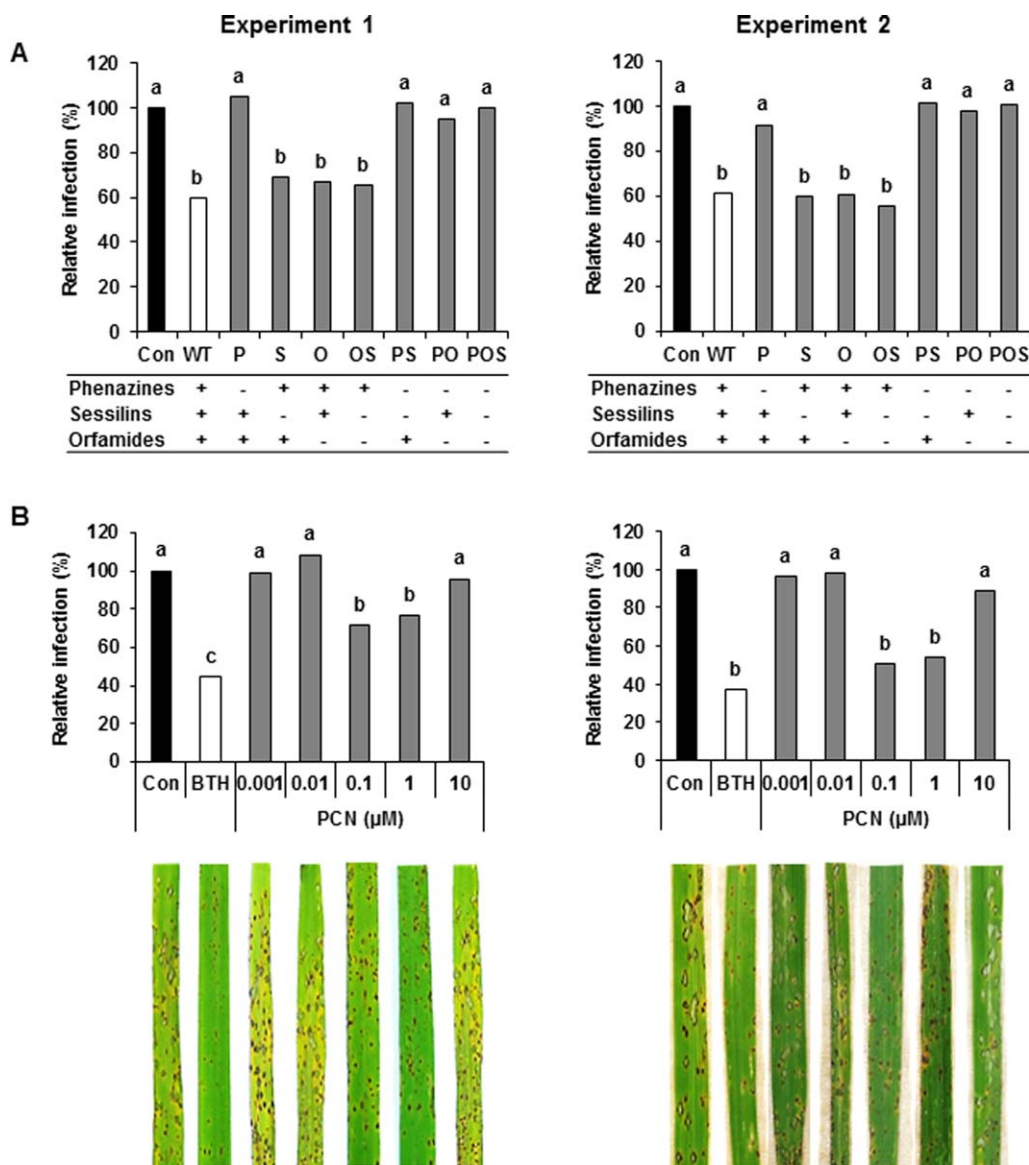 Experiment 1 Experiment 2
A
Relative infection (%)
120
100
80
60
40
20
0
a b a b b b a a a
Con WT P S O OS PS PO POS
Phenazines + - + + + - - -
Sessilins + + - + - - + -
Orfamides + + + - - + - -
Relative infection (%)
120
100
80
60
40
20
0
a b a b b b a a a
Con WT P S O OS PS PO POS
Phenazines + - + + + - - -
Sessilins + + - + - - + -
Orfamides + + + - - + - -
B
Relative infection (%)
120
100
80
60
40
20
0
a c a a b b a
Con BTH 0.001 0.01 0.1 1 10
PCN (µM)
Relative infection (%)
120
100
80
60
40
20
0
a b a a b b a
Con BTH 0.001 0.01 0.1 1 10
PCN (µM)